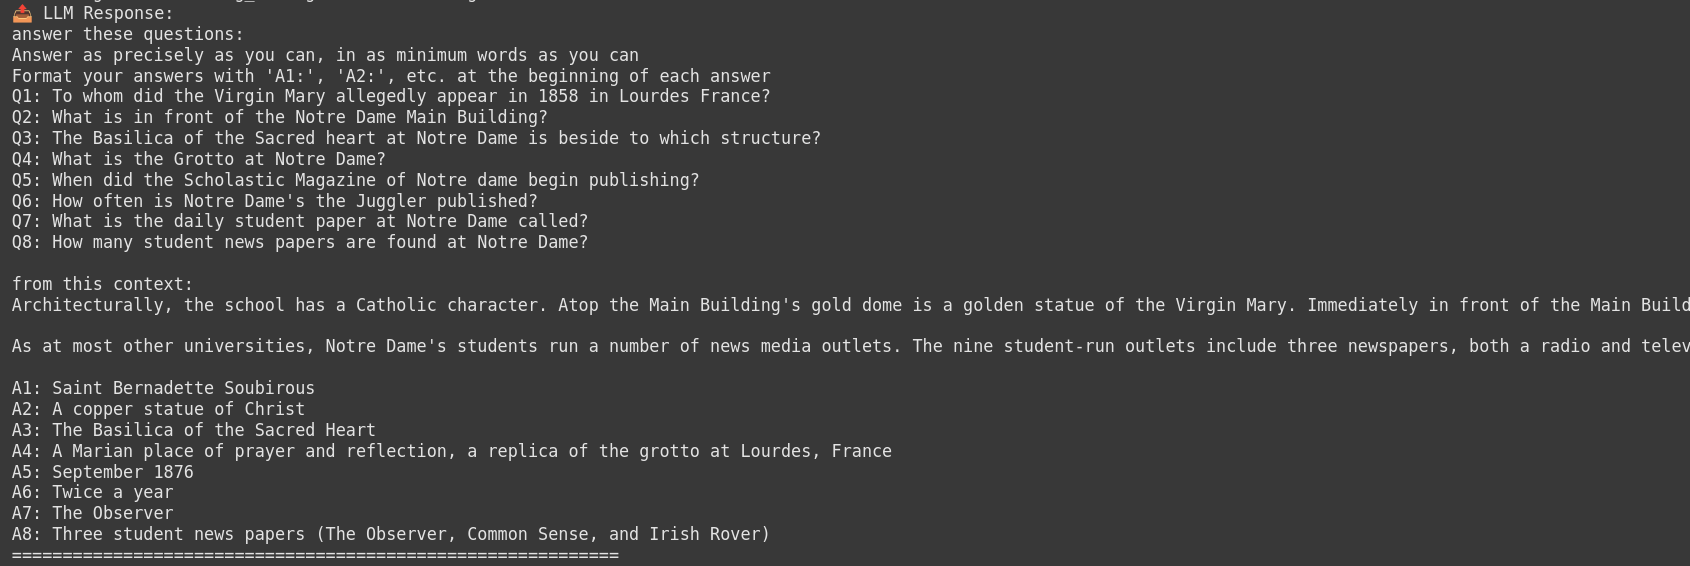 📤 LLM Response:
answer these questions:
Answer as precisely as you can, in as minimum words as you can
Format your answers with 'A1:', 'A2:', etc. at the beginning of each answer
Q1: To whom did the Virgin Mary allegedly appear in 1858 in Lourdes France?
Q2: What is in front of the Notre Dame Main Building?
Q3: The Basilica of the Sacred heart at Notre Dame is beside to which structure?
Q4: What is the Grotto at Notre Dame?
Q5: When did the Scholastic Magazine of Notre dame begin publishing?
Q6: How often is Notre Dame's the Juggler published?
Q7: What is the daily student paper at Notre Dame called?
Q8: How many student news papers are found at Notre Dame?
from this context:
Architecturally, the school has a Catholic character. Atop the Main Building's gold dome is a golden statue of the Virgin Mary. Immediately in front of the Main Build
As at most other universities, Notre Dame's students run a number of news media outlets. The nine student-run outlets include three newspapers, both a radio and telev
A1: Saint Bernadette Soubirous
A2: A copper statue of Christ
A3: The Basilica of the Sacred Heart
A4: A Marian place of prayer and reflection, a replica of the grotto at Lourdes, France
A5: September 1876
A6: Twice a year
A7: The Observer
A8: Three student news papers (The Observer, Common Sense, and Irish Rover)
============================================================